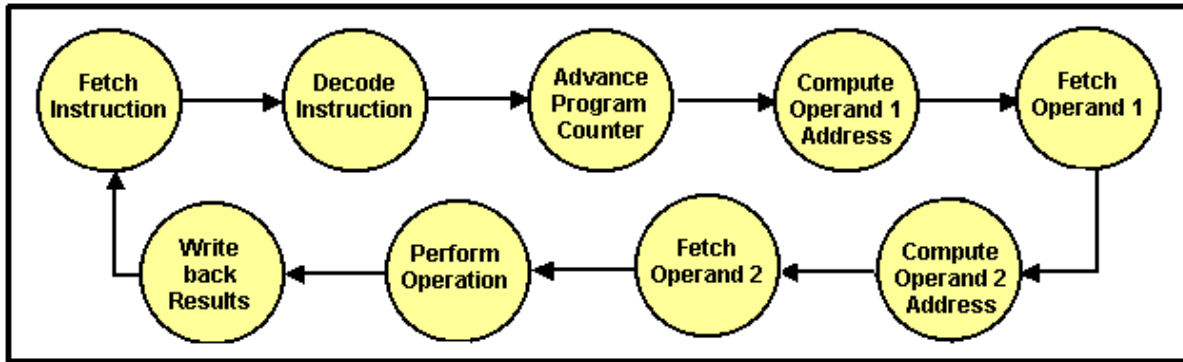 Fetch
Instruction
Decode
Instruction
Advance
Program
Counter
Compute
Operand 1
Address
Fetch
Operand 1
Compute
Operand 2
Address
Fetch
Operand 2
Perform
Operation
Write
back
Results